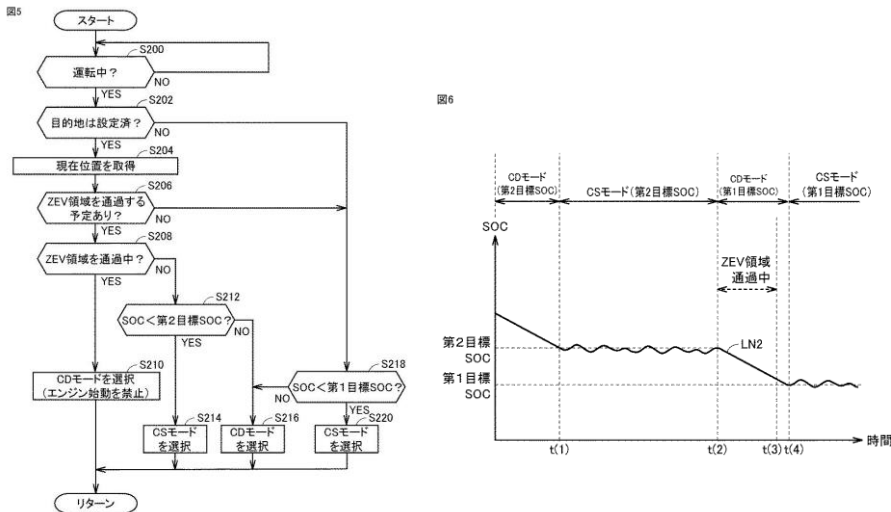 図5
スタート
S200
運転中？
NO
YES
S202
目的地は設定済？
NO
YES
S204
現在位置を取得
S206
ZEV領域を通過する
予定あり？
NO
YES
S208
ZEV領域を通過中？
NO
YES
S212
SOC＜第2目標SOC？
NO
YES
S210
CDモードを選択
（エンジン始動を禁止）
S218
SOC＜第1目標SOC？
NO
YES
S214
CSモード
を選択
S216
CDモード
を選択
S220
CSモード
を選択
リターン
図6
CDモード
(第2目標SOC)
CSモード(第2目標SOC)
CDモード
(第1目標SOC)
CSモード
(第1目標SOC)
SOC
ZEV領域
通過中
第2目標
SOC
LN2
第1目標
SOC
時間
t(1)
t(2)
t(3)
t(4)